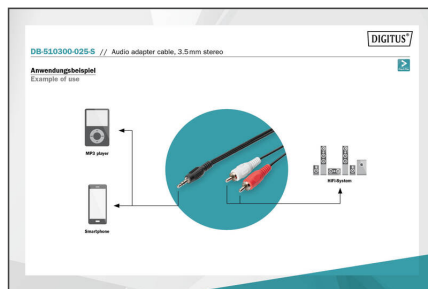 DIGITUS®
DB-510300-025-S // Audio adapter cable, 3.5 mm stereo
Anwendungsbeispiel
Example of use
MP3 player
HiFi-System
Smartphone